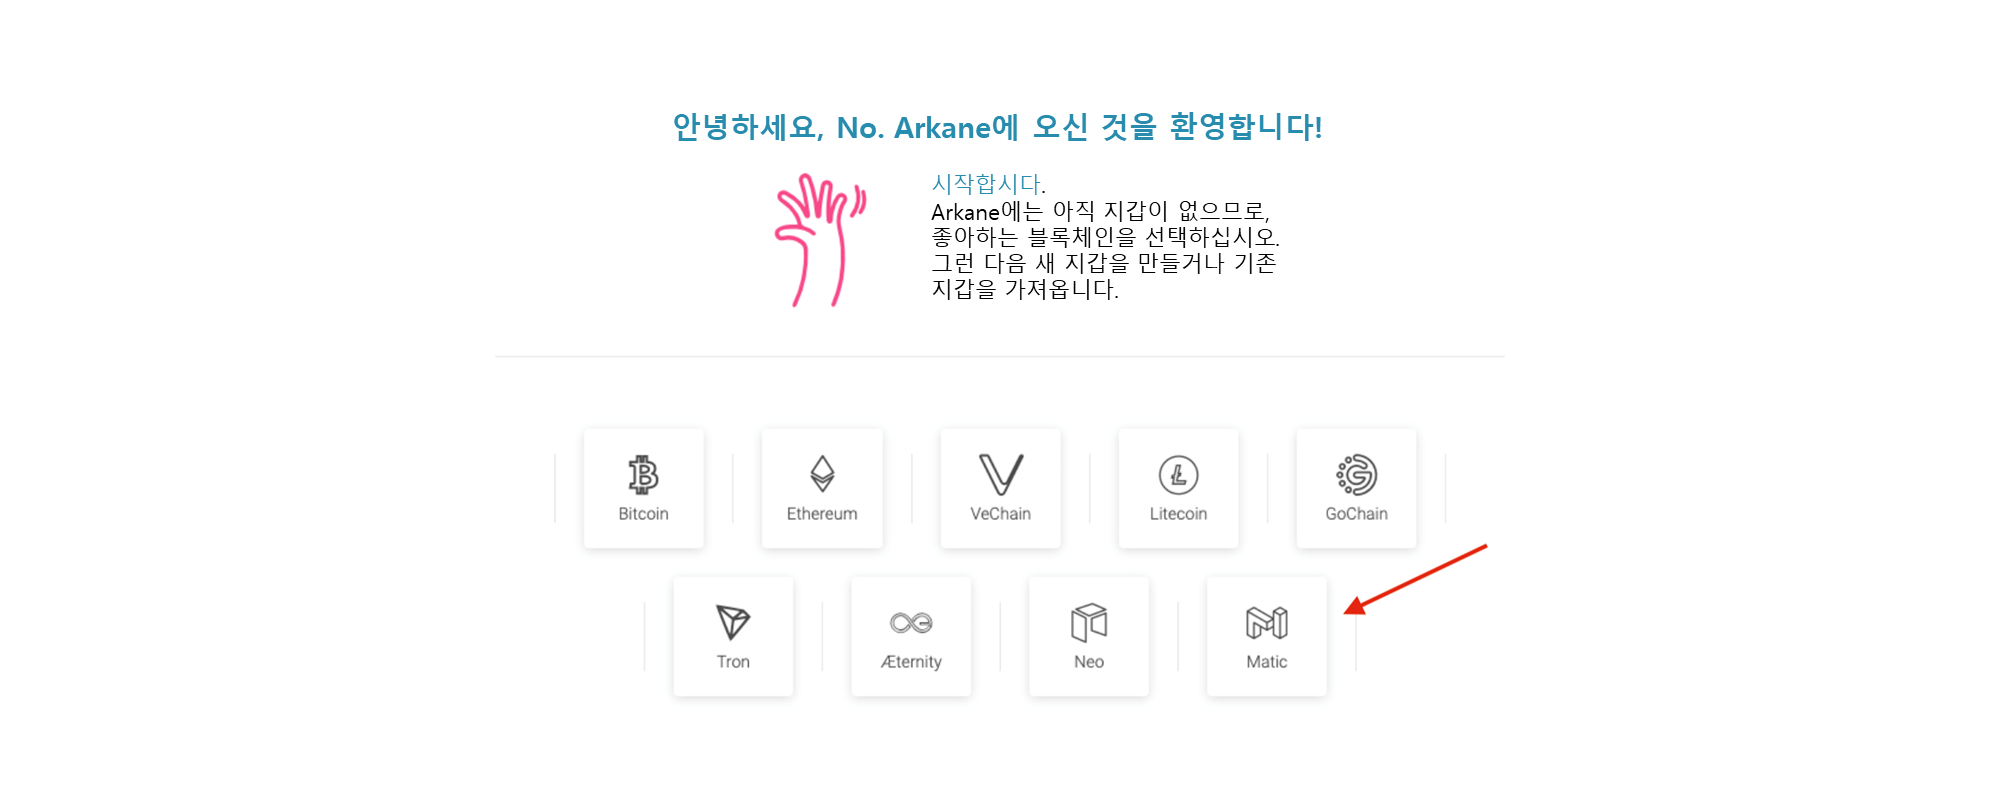 안녕하세요, No. Arkane에 오신 것을 환영합니다!
시작합시다.
Arkane에는 아직 지갑이 없으므로,
좋아하는 블록체인을 선택하십시오.
그런 다음 새 지갑을 만들거나 기존
지갑을 가져옵니다.
Bitcoin Ethereum VeChain Litecoin GoChain
Tron Æternity Neo Matic